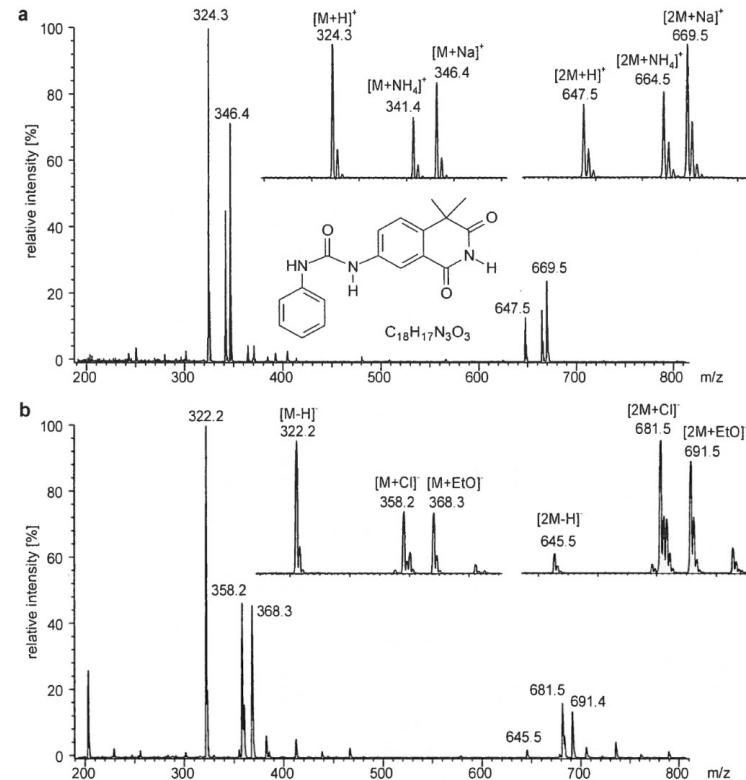 a
324.3
346.4
[M+H]⁺
324.3
[M+NH₄]⁺
341.4
[M+Na]⁺
346.4
[2M+H]⁺
647.5
[2M+NH₄]⁺
664.5
[2M+Na]⁺
669.5
relative intensity [%]
100
80
60
40
20
0
O
HN
N
H
O
N-H
O
C₁₈H₁₇N₃O₃
647.5
669.5
200 300 400 500 600 700 800 m/z
b
322.2
358.2
368.3
[M-H]⁻
322.2
[M+Cl]⁻
358.2
[M+EtO]⁻
368.3
[2M-H]⁻
645.5
[2M+Cl]⁻
681.5
[2M+EtO]⁻
691.5
relative intensity [%]
100
80
60
40
20
0
645.5
681.5
691.4
200 300 400 500 600 700 800 m/z